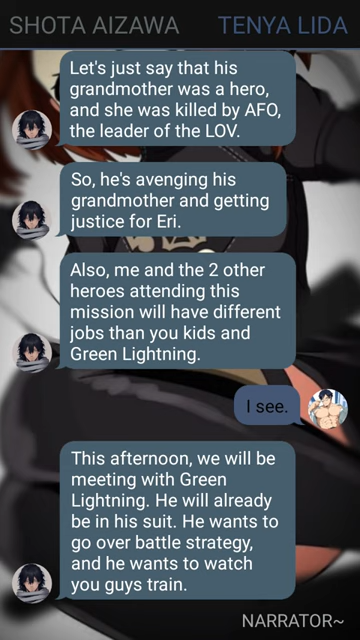 SHOTA AIZAWA TENYA LIDA
Let's just say that his
grandmother was a hero,
and she was killed by AFO,
the leader of the LOV.
So, he's avenging his
grandmother and getting
justice for Eri.
Also, me and the 2 other
heroes attending this
mission will have different
jobs than you kids and
Green Lightning.
I see.
This afternoon, we will be
meeting with Green
Lightning. He will already
be in his suit. He wants to
go over battle strategy,
and he wants to watch
you guys train.
NARRATOR~